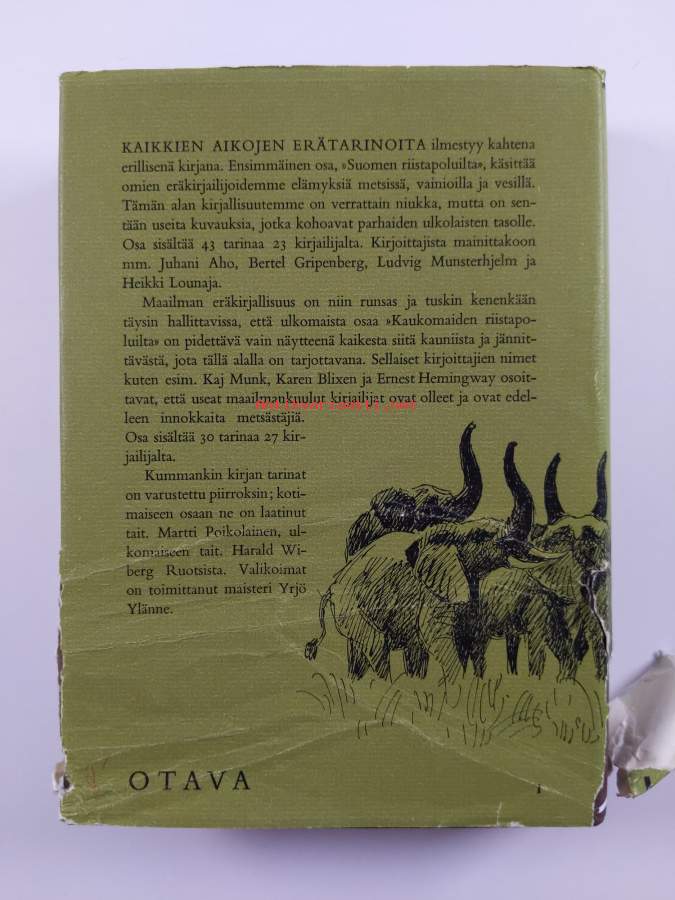 KAIKKIEN AIKOJEN ERÄTARINOITA ilmestyy kahtena
erillisenä kirjana. Ensimmäinen osa, »Suomen riistapoluilta», käsittää
omien eräkirjailijoidemme elämyksiä metsissä, vainioilla ja vesillä.
Tämän alan kirjallisuutemme on verrattain niukka, mutta on sen-
tään useita kuvauksia, jotka kohoavat parhaiden ulkolaisten tasolle.
Osa sisältää 43 tarinaa 23 kirjailijalta. Kirjoittajista mainittakoon
mm. Juhani Aho, Bertel Gripenberg, Ludvig Munsterhjelm ja
Heikki Lounaja.
Maailman eräkirjallisuus on niin runsas ja tuskin kenenkään
täysin hallittavissa, että ulkomaista osaa »Kaukomaiden riistapo-
luilta» on pidettävä vain näytteenä kaikesta siitä kauniista ja jännit-
tävästä, jota tällä alalla on tarjottavana. Sellaiset kirjoittajien nimet
kuten esim. Kaj Munk, Karen Blixen ja Ernest Hemingway osoit-
tavat, että useat maailmankuulut kirjailijat ovat olleet ja ovat edel-
leen innokkaita metsästäjiä.
Osa sisältää 30 tarinaa 27 kir-
jailijalta.
Kummankin kirjan tarinat
on varustettu piirroksin; koti-
maiseen osaan ne on laatinut
tait. Martti Poikolainen, ul-
komaiseen tait. Harald Wi-
berg Ruotsista. Valikoimat
on toimittanut maisteri Yrjö
Ylänne.
OTAVA